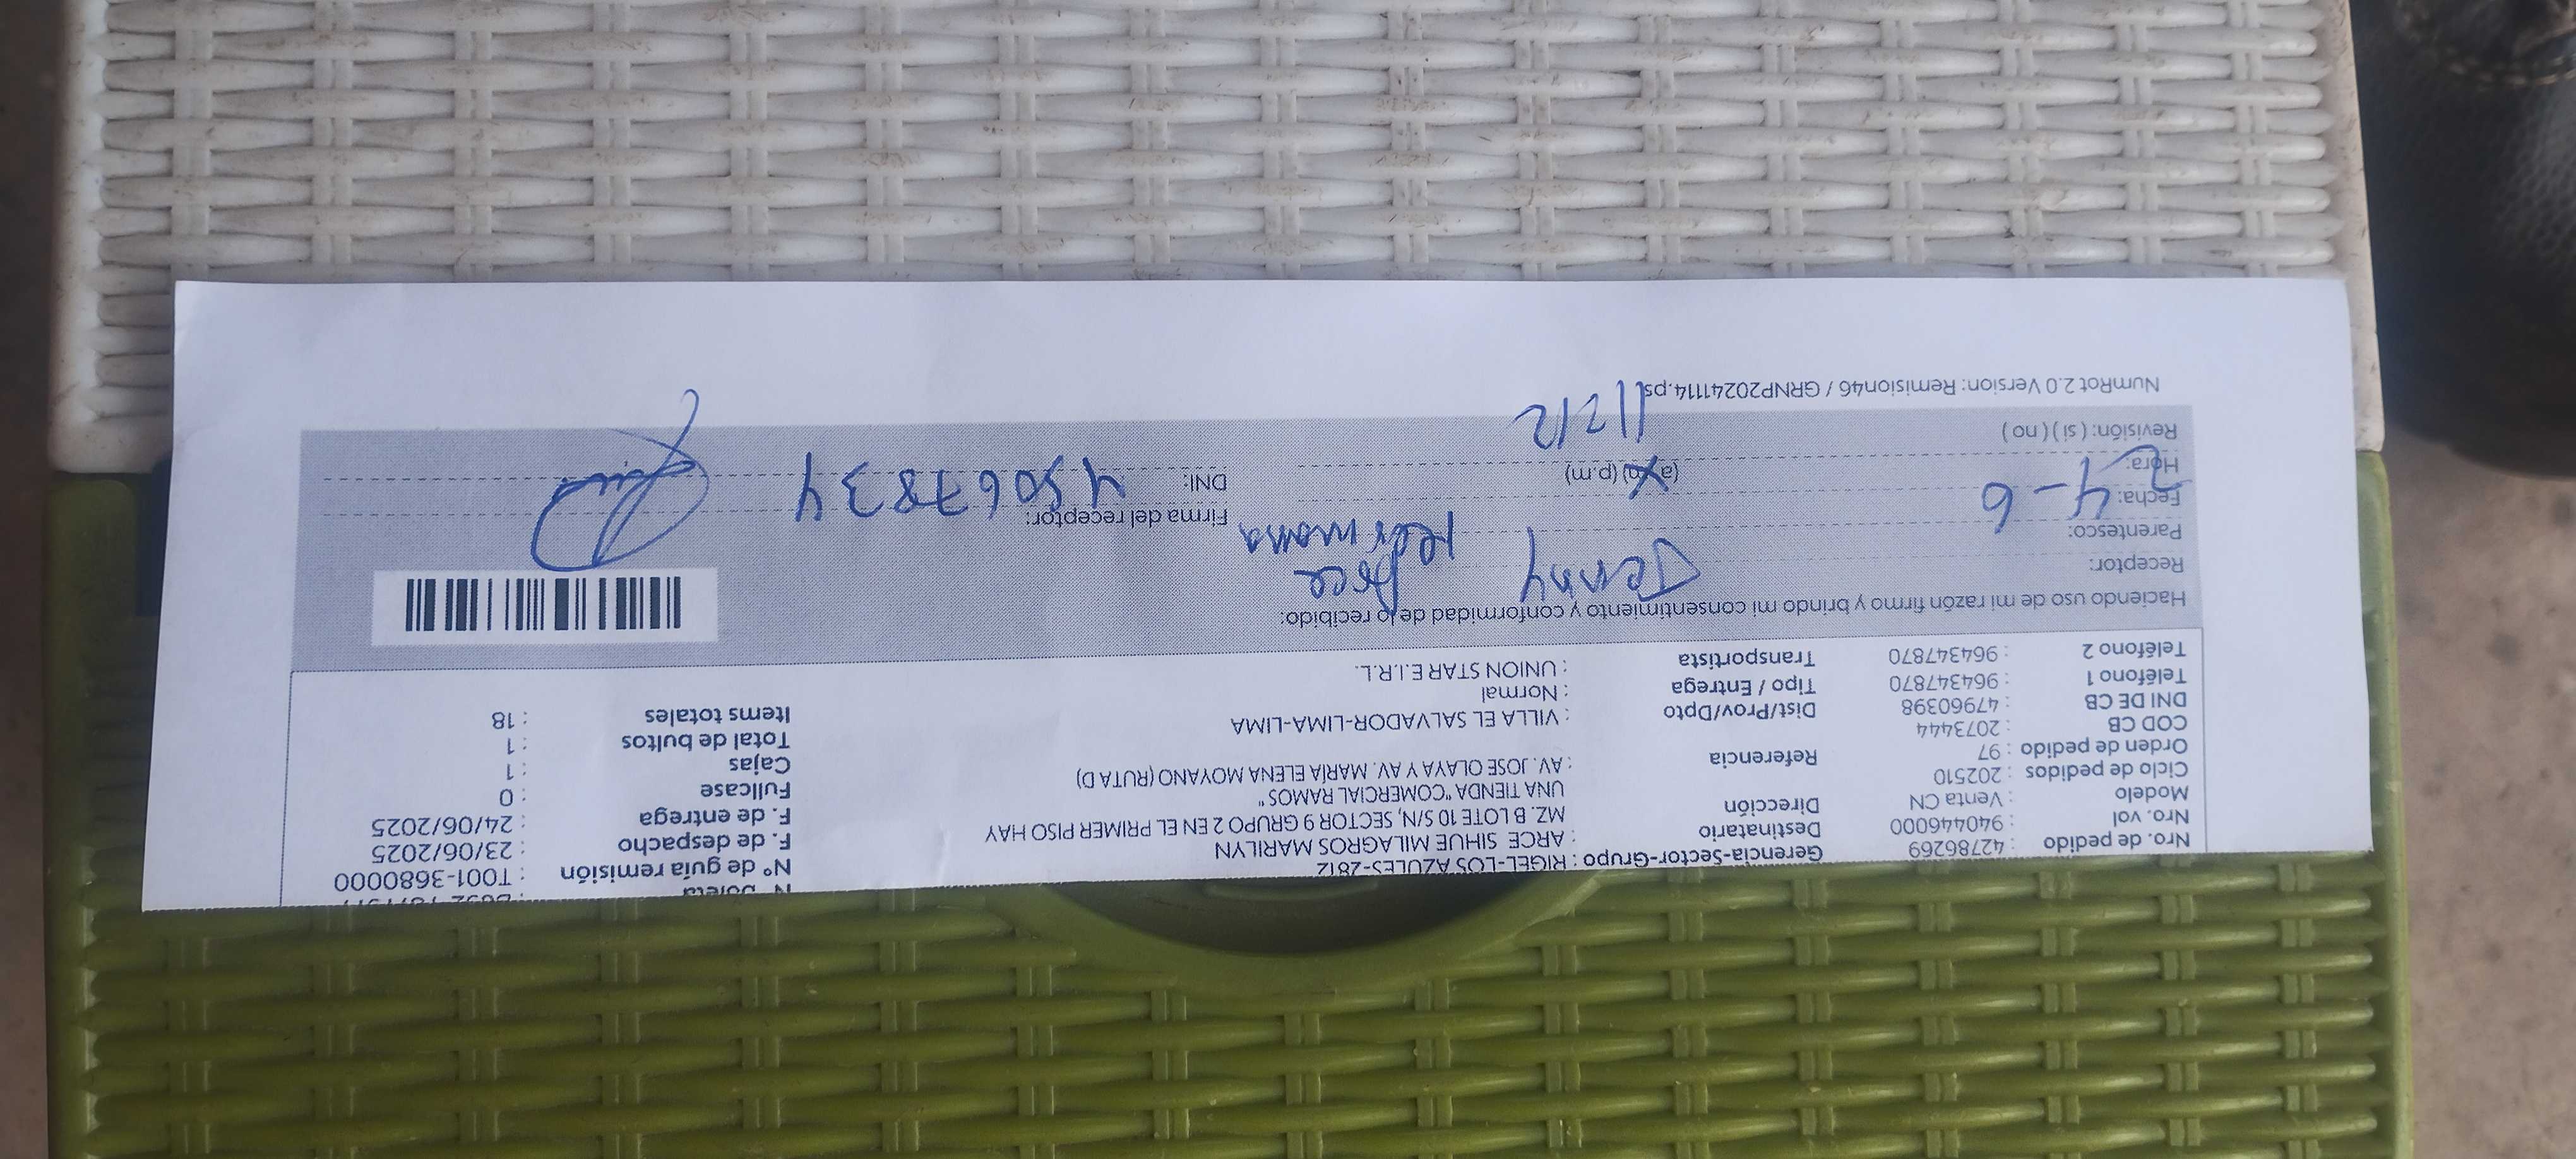 Nº de guía remisión : T001-3680000
Nro. de pedido : 42786269 Gerencia-Sector-Grupo : RIGEL-LOS AZULES-2812 F. de despacho : 23/06/2025
Nro. vol : 940446000 Destinatario : ARCE SIHUE MILAGROS MARILYN F. de entrega : 24/06/2025
Modelo : Venta CN Dirección MZ. B LOTE 10 S/N, SECTOR 9 GRUPO 2 EN EL PRIMER PISO HAY Fullcase : 0
Ciclo de pedidos : 202510 UNA TIENDA "COMERCIAL RAMOS" Cajas : 1
Orden de pedido : 97 Referencia : AV. JOSE OLAYA Y AV. MARÍA ELENA MOYANO (RUTA D) Total de bultos : 1
COD CB : 2073444 Items totales : 18
DNI DE CB : 47960398 Dist/Prov/Dpto : VILLA EL SALVADOR-LIMA-LIMA
Teléfono 1 : 964347870 Tipo / Entrega : Normal
Teléfono 2 : 964347870 Transportista : UNION STAR E.I.R.L.
Haciendo uso de mi razón firmo y brindo mi consentimiento y conformidad de lo recibido:
Receptor: Jenny Arce
Parentesco: hermana Firma del receptor:
Fecha: 24-6 DNI: 45067834
Hora: (a.m) (p.m)
Revisión: ( si ) ( no )
NumRot 2.0 Version: Remision46 / GRNP20241114.ps